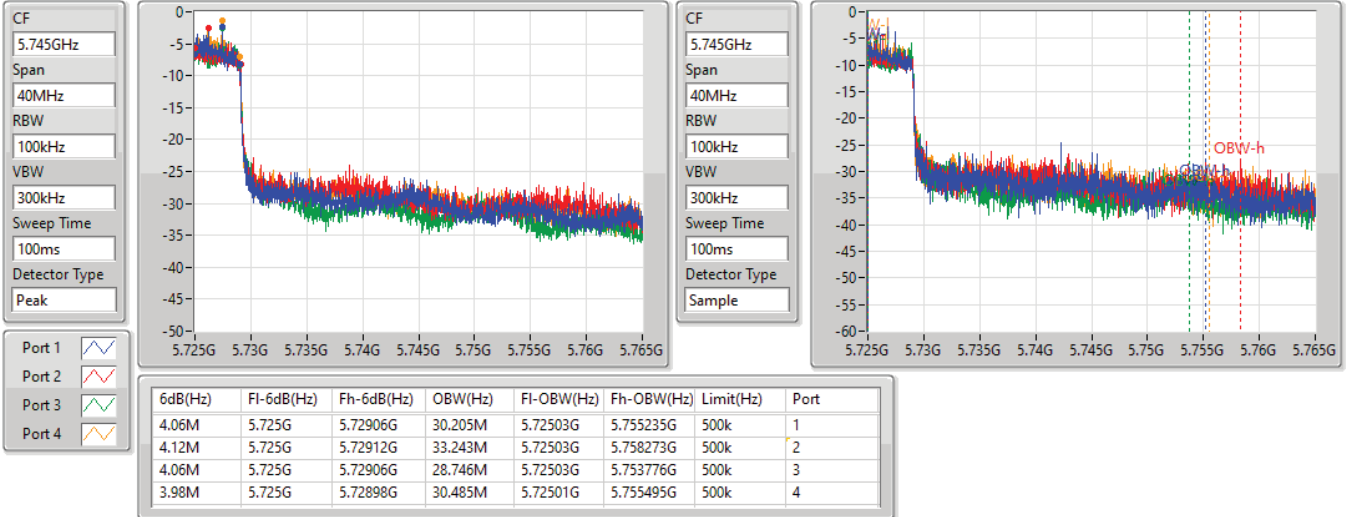 CF
5.745GHz
Span
40MHz
RBW
100kHz
VBW
300kHz
Sweep Time
100ms
Detector Type
Peak
0
-5
-10
-15
-20
-25
-30
-35
-40
-45
-50
5.725G 5.73G 5.735G 5.74G 5.745G 5.75G 5.755G 5.76G 5.765G
CF
5.745GHz
Span
40MHz
RBW
100kHz
VBW
300kHz
Sweep Time
100ms
Detector Type
Sample
0
-5
-10
-15
-20
-25
-30
-35
-40
-45
-50
-55
-60
OBW-h
5.725G 5.73G 5.735G 5.74G 5.745G 5.75G 5.755G 5.76G 5.765G
Port 1
Port 2
Port 3
Port 4
6dB(Hz) Fl-6dB(Hz) Fh-6dB(Hz) OBW(Hz) Fl-OBW(Hz) Fh-OBW(Hz) Limit(Hz) Port
4.06M 5.725G 5.72906G 30.205M 5.72503G 5.755235G 500k 1
4.12M 5.725G 5.72912G 33.243M 5.72503G 5.758273G 500k 2
4.06M 5.725G 5.72906G 28.746M 5.72503G 5.753776G 500k 3
3.98M 5.725G 5.72898G 30.485M 5.72501G 5.755495G 500k 4